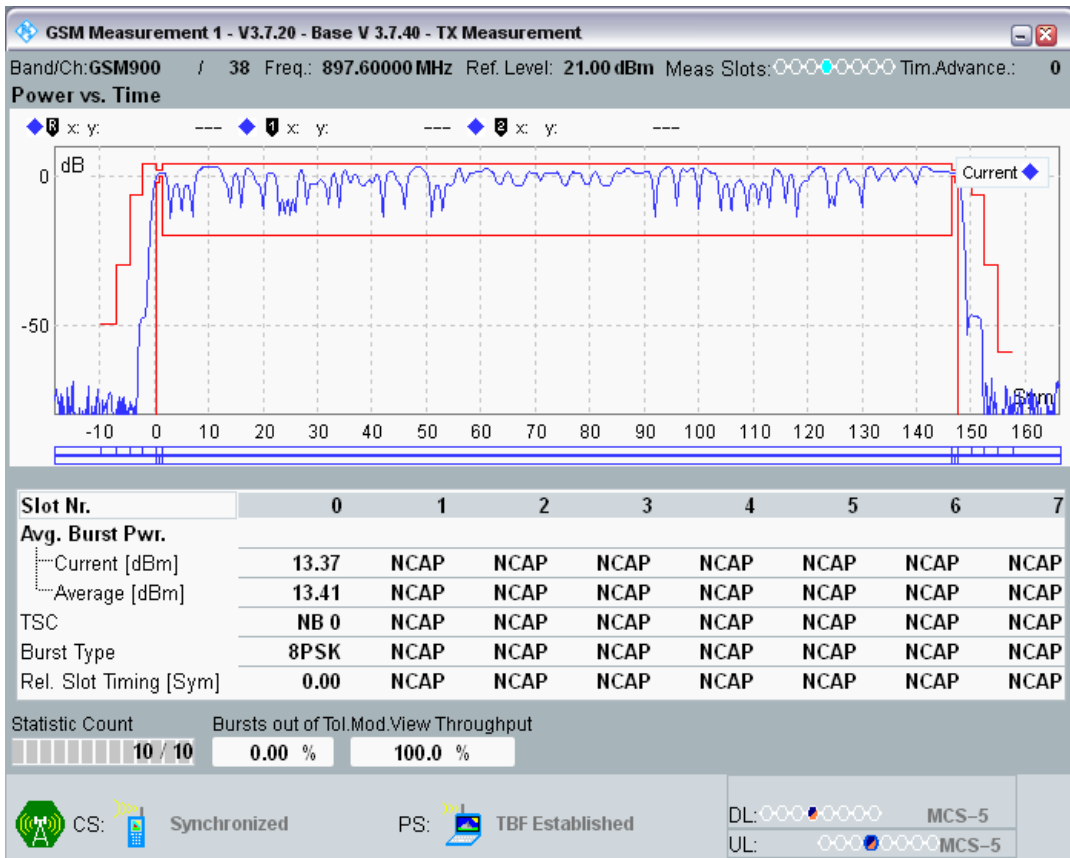 GSM Measurement 1 - V3.7.20 - Base V 3.7.40 - TX Measurement
Band/Ch:GSM900 / 38 Freq.: 897.60000 MHz Ref. Level: 21.00 dBm Meas Slots: Tim.Advance.: 0
Power vs. Time
R x: y: --- 1 x: y: --- 2 x: y: ---
dB
Current
0
-50
Sym
-10 0 10 20 30 40 50 60 70 80 90 100 110 120 130 140 150 160
Slot Nr. 0 1 2 3 4 5 6 7
Avg. Burst Pwr.
Current [dBm] 13.37 NCAP NCAP NCAP NCAP NCAP NCAP NCAP
Average [dBm] 13.41 NCAP NCAP NCAP NCAP NCAP NCAP NCAP
TSC NB 0 NCAP NCAP NCAP NCAP NCAP NCAP NCAP
Burst Type 8PSK NCAP NCAP NCAP NCAP NCAP NCAP NCAP
Rel. Slot Timing [Sym] 0.00 NCAP NCAP NCAP NCAP NCAP NCAP NCAP
Statistic Count Bursts out of Tol.Mod.View Throughput
10 / 10 0.00 % 100.0 %
CS: Synchronized PS: TBF Established DL: MCS-5
UL: MCS-5